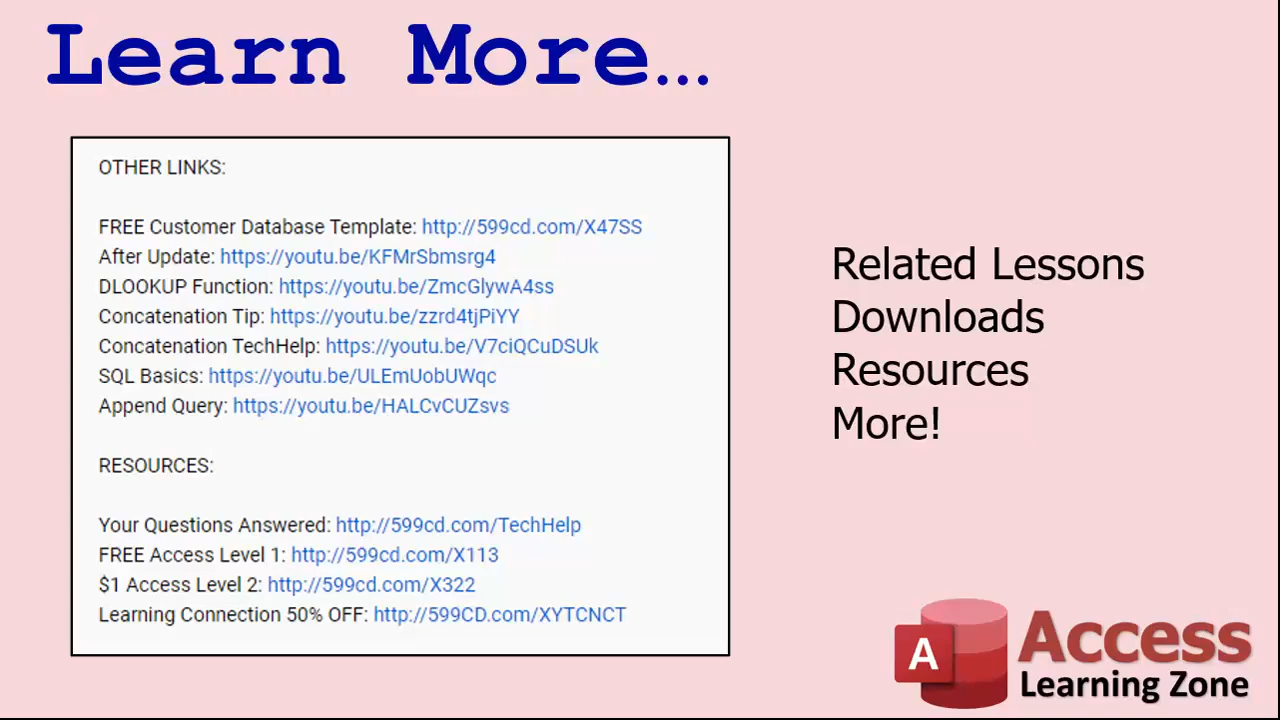 Learn More...
OTHER LINKS:
FREE Customer Database Template: http://599cd.com/X47SS
After Update: https://youtu.be/KFMrSbmsrg4
DLOOKUP Function: https://youtu.be/ZmcGlywA4ss
Concatenation Tip: https://youtu.be/zzrd4tjPiYY
Concatenation TechHelp: https://youtu.be/V7ciQCuDSUk
SQL Basics: https://youtu.be/ULEmUobUWqc
Append Query: https://youtu.be/HALCvCUZsvs
RESOURCES:
Your Questions Answered: http://599cd.com/TechHelp
FREE Access Level 1: http://599cd.com/X113
$1 Access Level 2: http://599cd.com/X322
Learning Connection 50% OFF: http://599CD.com/XYTCNCT
Related Lessons
Downloads
Resources
More!
A
Access
Learning Zone